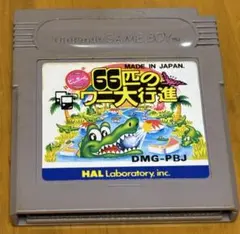 Nintendo GAME BOY
MADE IN JAPAN.
66匹の
ワニ大行進
DMG-PBJ
HAL Laboratory, inc.